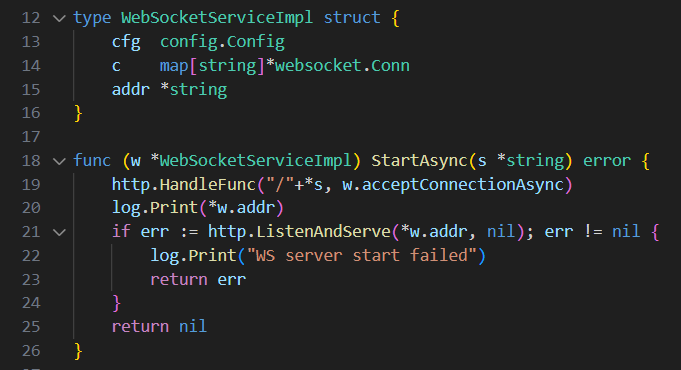 12 type WebSocketServiceImpl struct {
13     cfg  config.Config
14     c    map[string]*websocket.Conn
15     addr *string
16 }
17
18 func (w *WebSocketServiceImpl) StartAsync(s *string) error {
19     http.HandleFunc("/"+*s, w.acceptConnectionAsync)
20     log.Print(*w.addr)
21     if err := http.ListenAndServe(*w.addr, nil); err != nil {
22         log.Print("WS server start failed")
23         return err
24     }
25     return nil
26 }